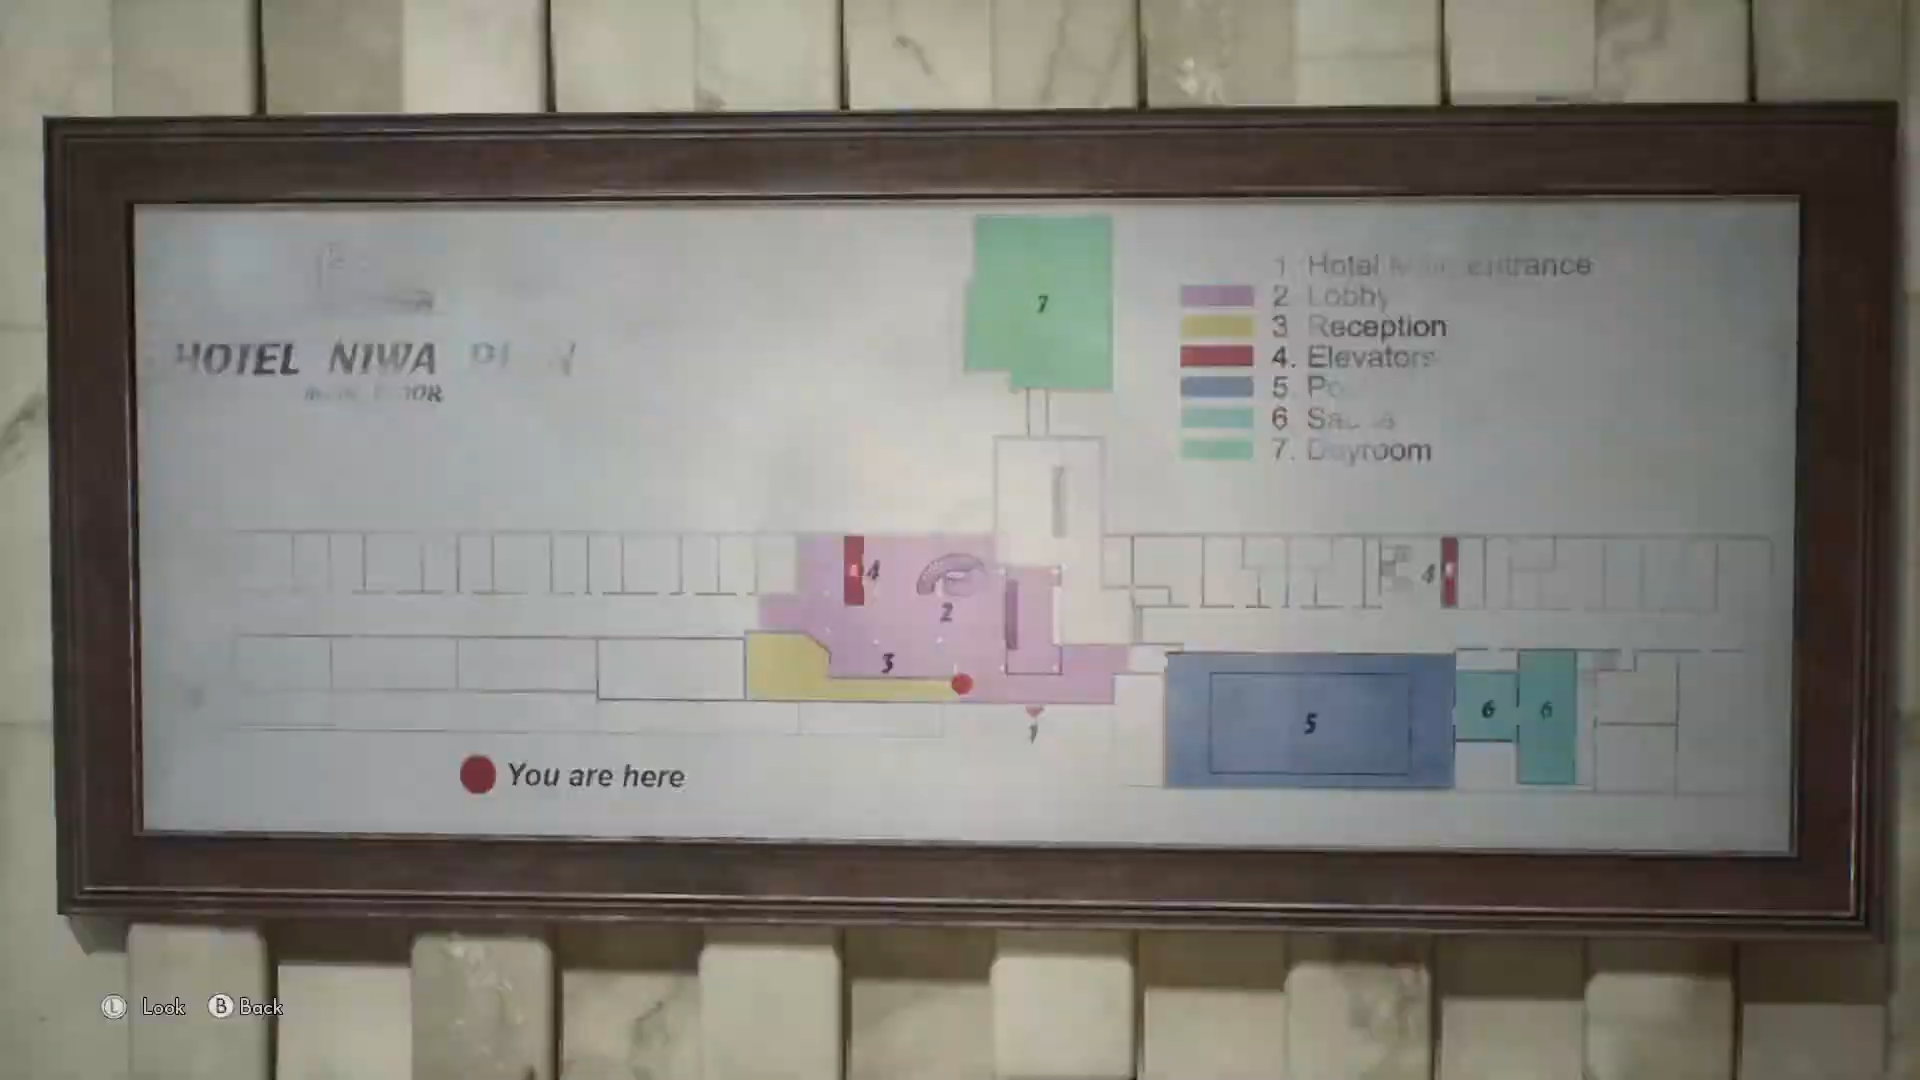 HOTEL NIWA
1. Hotel entrance
2. Lobby
3. Reception
4. Elevators
5.
6.
7. Dayroom
7
4
2
3
4
1
5
6
6
You are here
L Look B Back